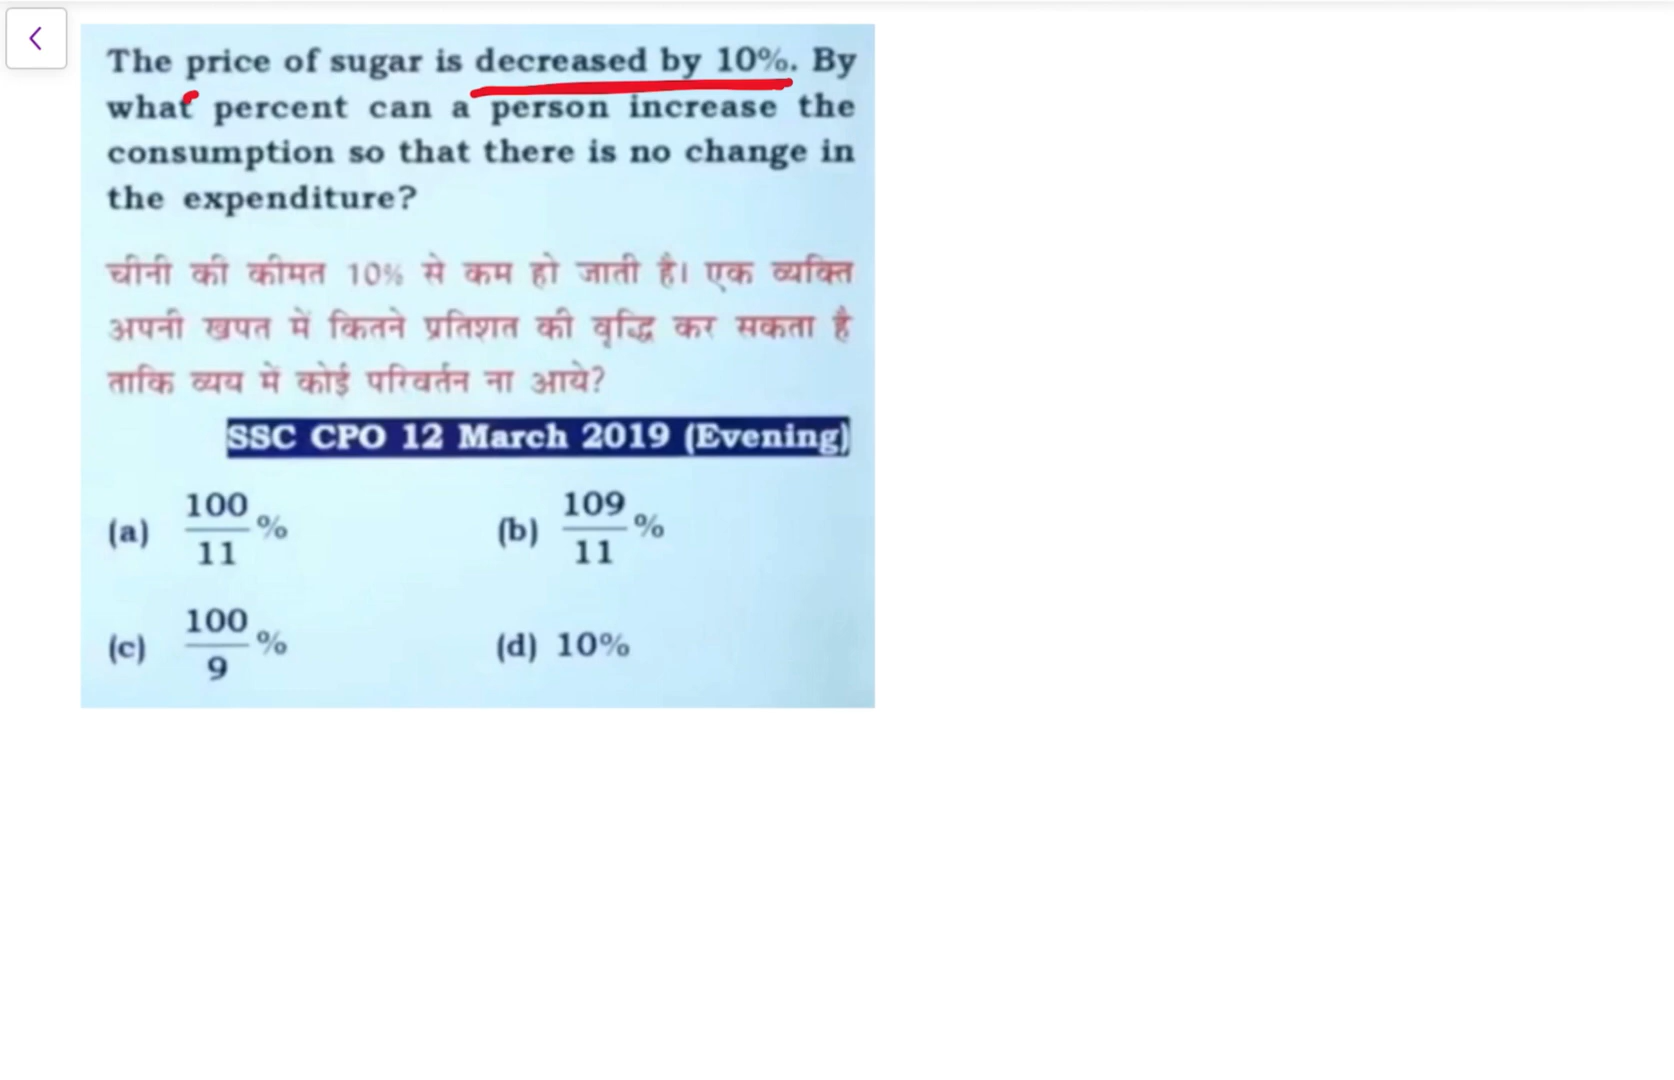 The price of sugar is decreased by 10%. By
what percent can a person increase the
consumption so that there is no change in
the expenditure?
चीनी की कीमत 10% से कम हो जाती है। एक व्यक्ति
अपनी खपत में कितने प्रतिशत की वृद्धि कर सकता है
ताकि व्यय में कोई परिवर्तन ना आये?
SSC CPO 12 March 2019 (Evening)
(a) 100/11 % (b) 109/11 %
(c) 100/9 % (d) 10%